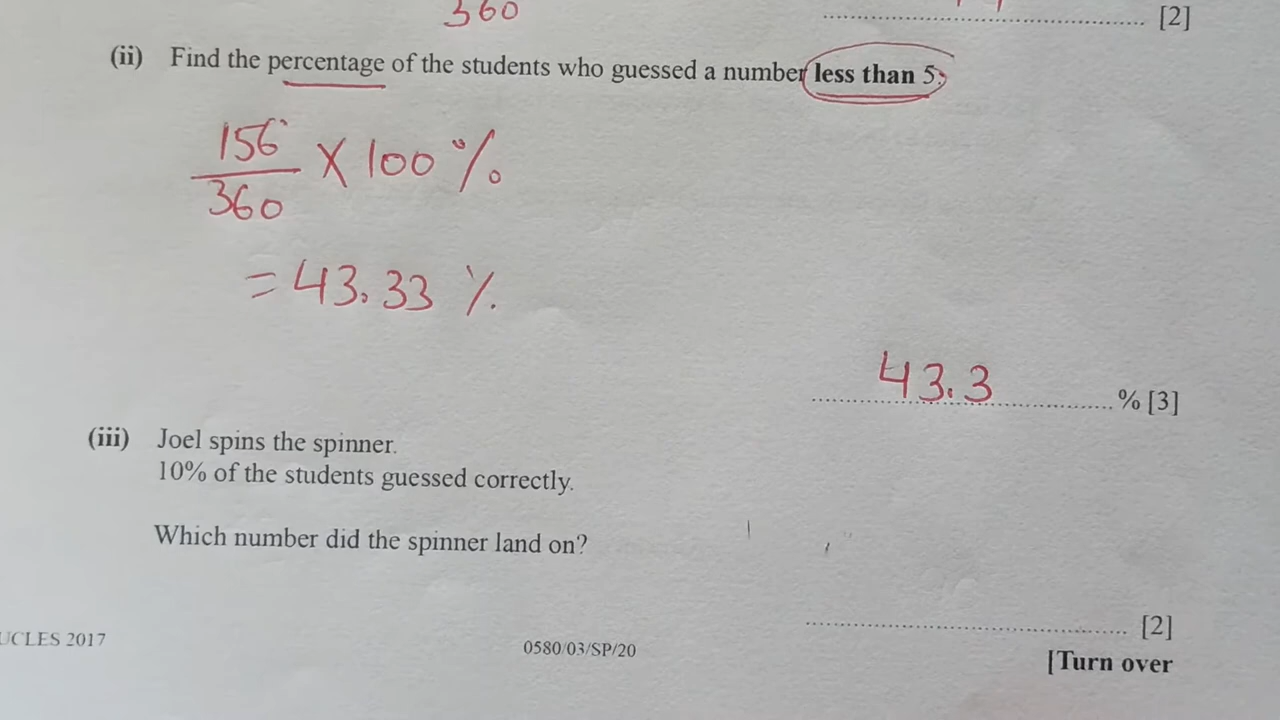 360
[2]
(ii) Find the percentage of the students who guessed a number less than 5.
156
360
X 100 %
= 43.33 %
43.3 % [3]
(iii) Joel spins the spinner.
10% of the students guessed correctly.
Which number did the spinner land on?
[2]
UCLES 2017
0580/03/SP/20
[Turn over